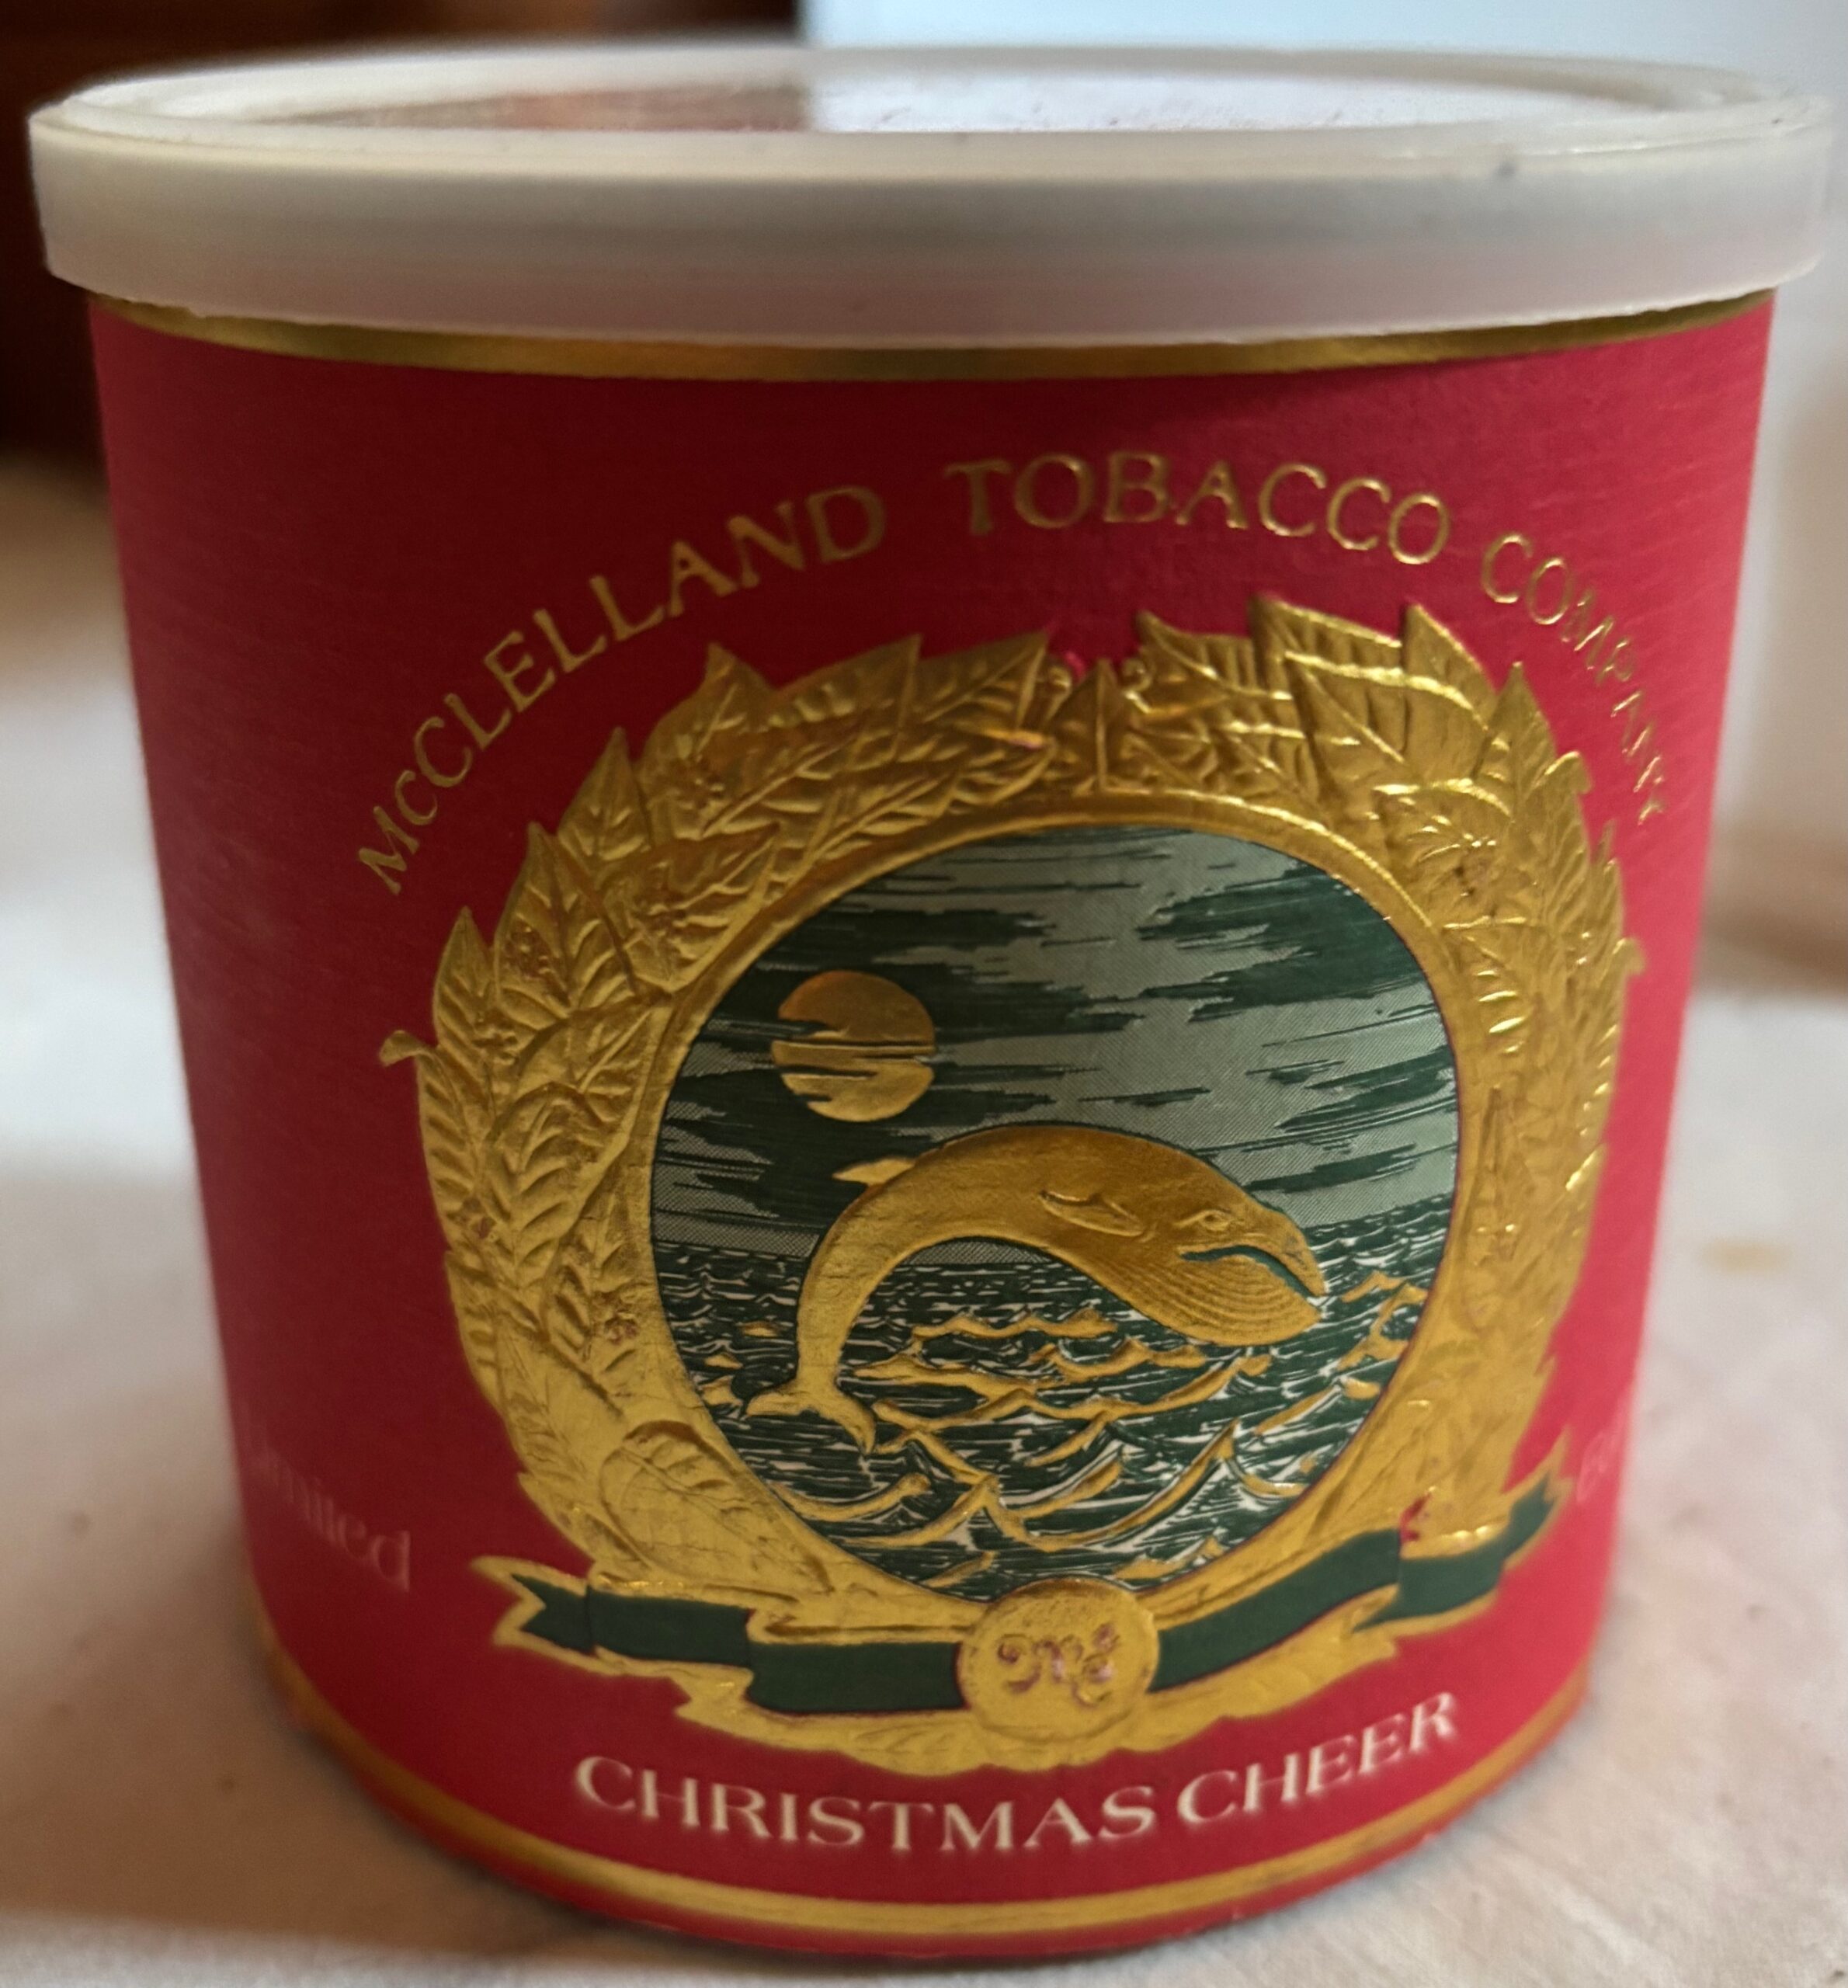 McCLELLAND TOBACCO COMPANY
Limited
CHRISTMAS CHEER